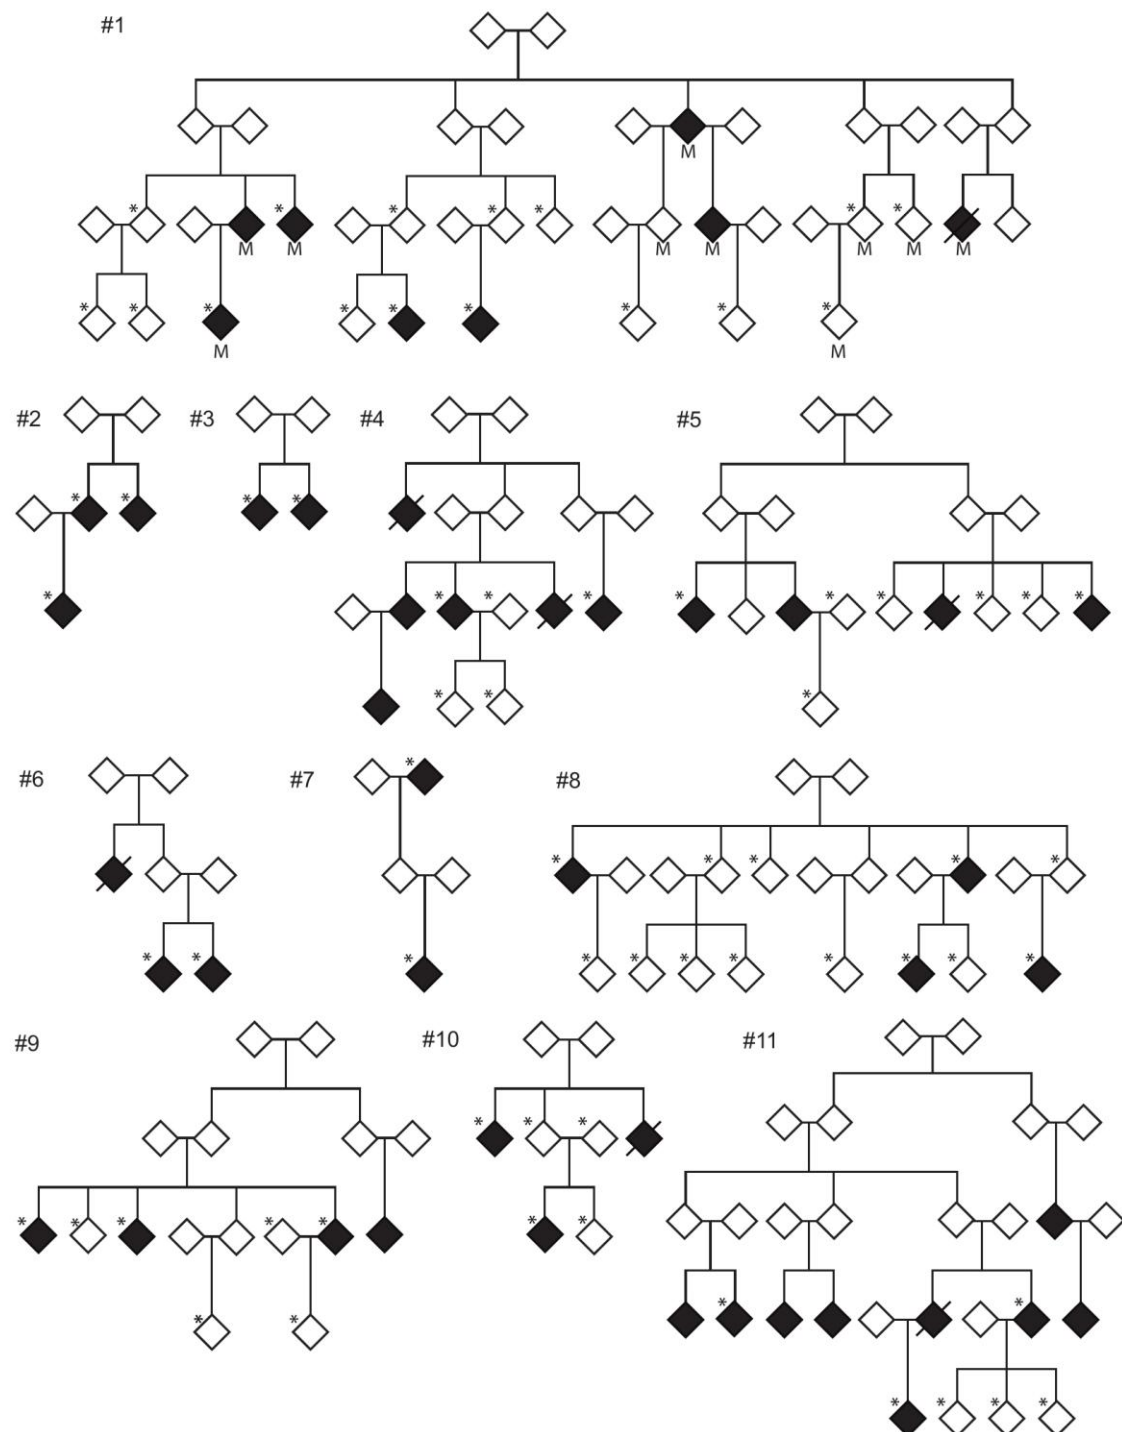 #1
M
* * * * * * *
M M M M M M M
* * * * * * * * *
M M
#2 #3 #4 #5
* * * *
* * * * * * * * * *
* * *
#6 #7 * #8
* * * * *
* * * * * * * * * * *
#9 #10 #11
* * *
* * * * * * *
* * * *
* * * *